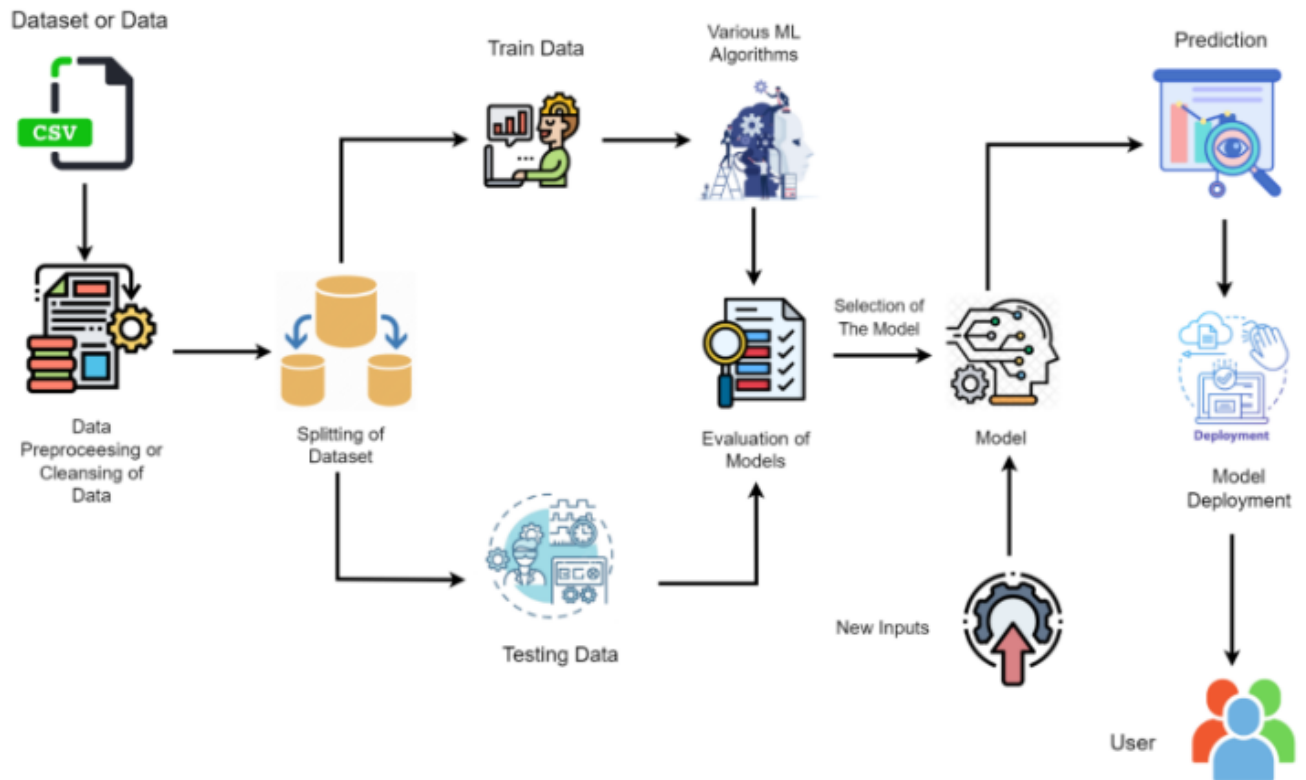 Dataset or Data
CSV
Data
Preproceesing or
Cleansing of
Data
Splitting of
Dataset
Train Data
Testing Data
Various ML
Algorithms
Evaluation of
Models
Selection of
The Model
Model
New Inputs
Prediction
Deployment
Model
Deployment
User